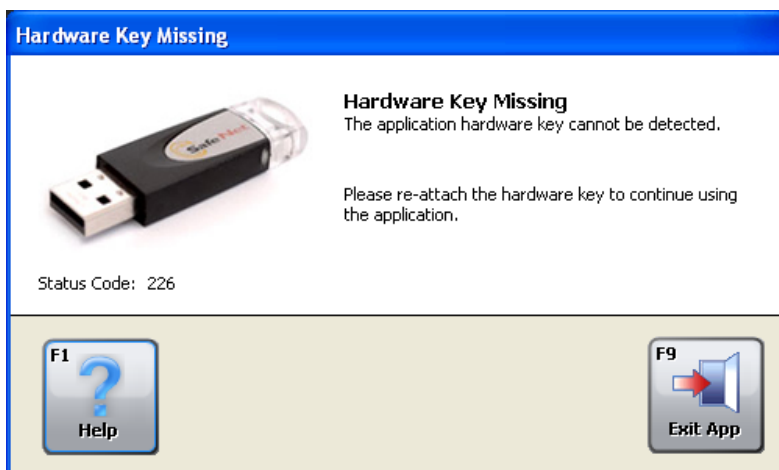 Hardware Key Missing
SafeNet
Hardware Key Missing
The application hardware key cannot be detected.
Please re-attach the hardware key to continue using
the application.
Status Code: 226
F1
Help
F9
Exit App